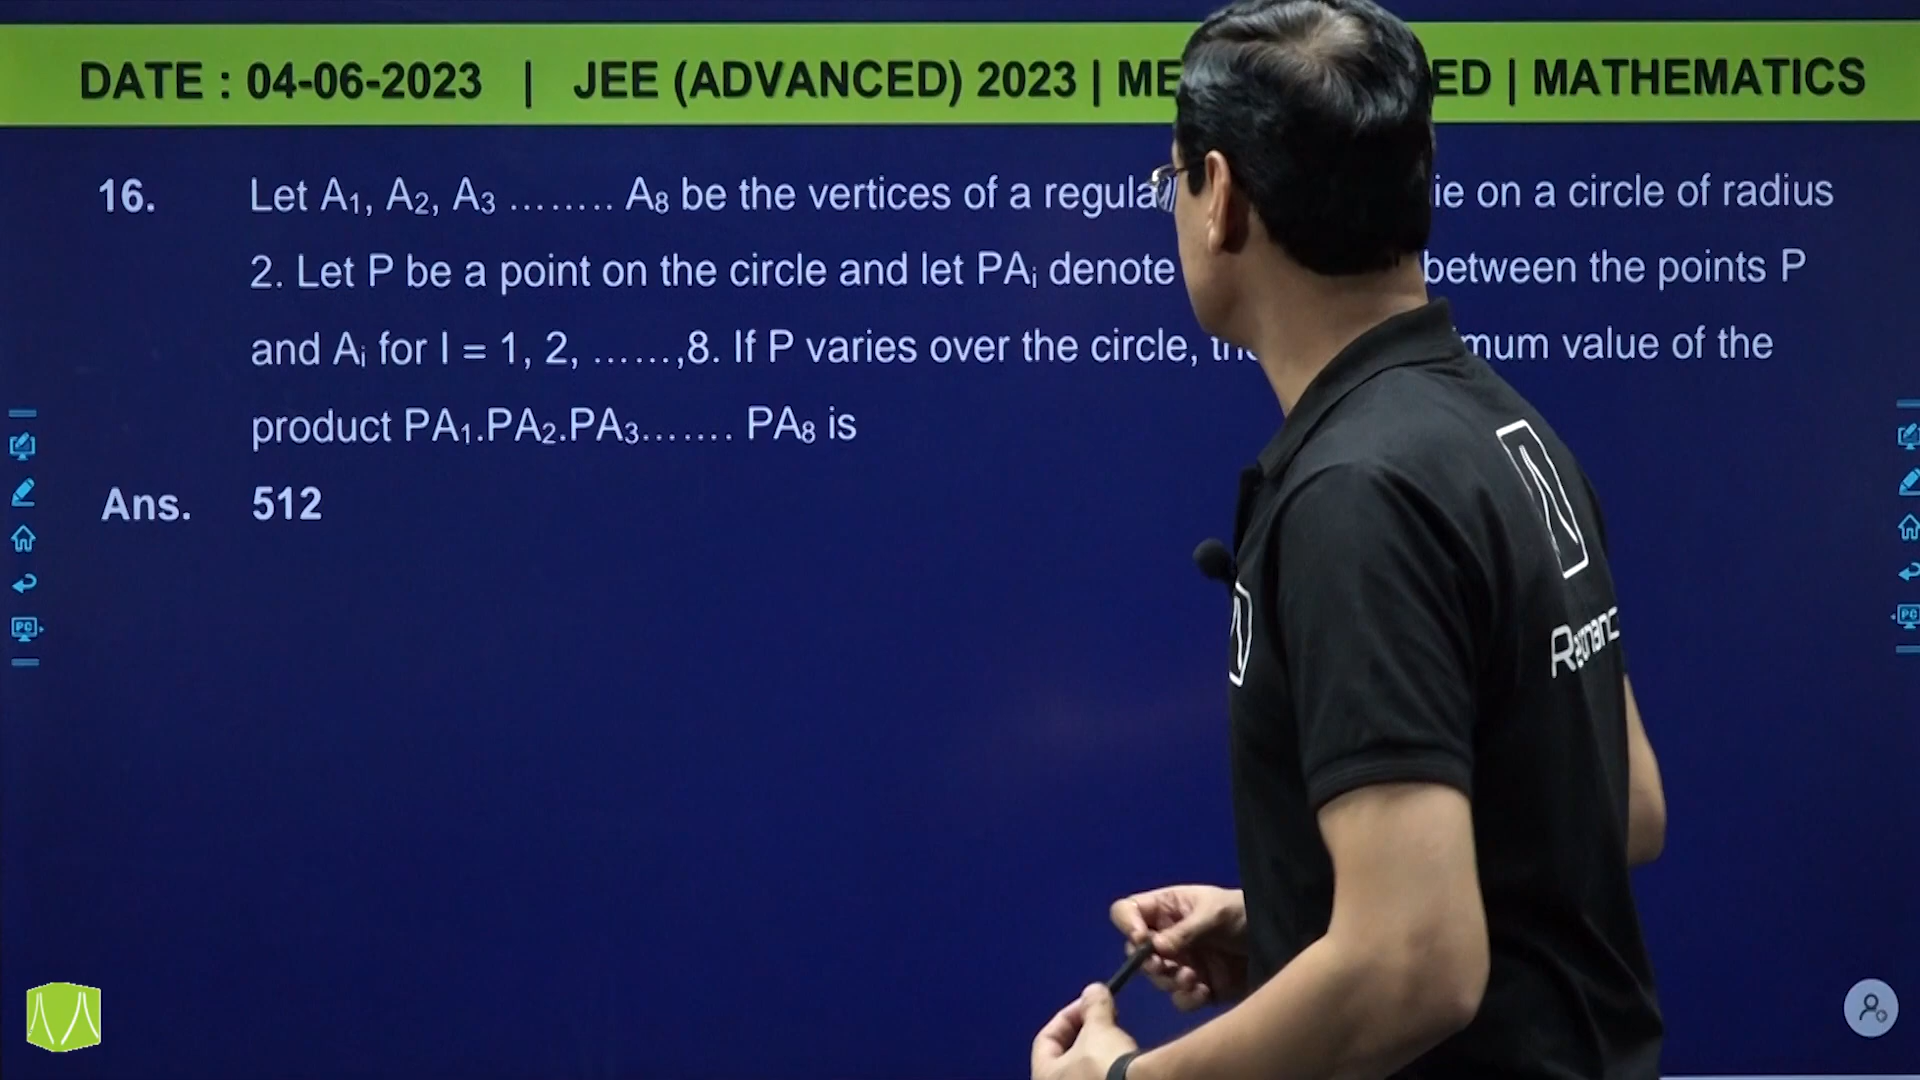 DATE : 04-06-2023 | JEE (ADVANCED) 2023 | ME ED | MATHEMATICS
16. Let A₁, A₂, A₃ ........ A₈ be the vertices of a regula ie on a circle of radius
2. Let P be a point on the circle and let PAᵢ denote between the points P
and Aᵢ for I = 1, 2, ......,8. If P varies over the circle, mum value of the
product PA₁.PA₂.PA₃....... PA₈ is
Ans. 512
PC
PC